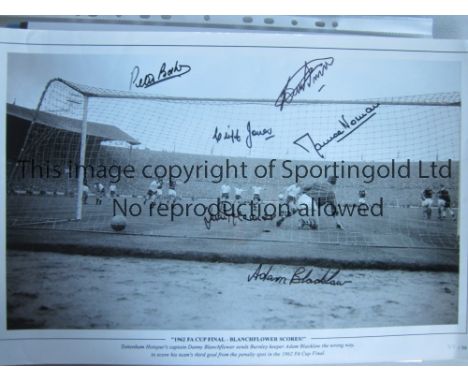 Peter Baker
Cliff Jones
Maurice Norman
This image is copyright of Sportingold Ltd.
No reproduction allowed
Adam Blacklaw
"1962 FA CUP FINAL - BLANCHFLOWER SCORES!"
Tottenham Hotspur's captain Danny Blanchflower sends Burnley keeper Adam Blacklaw the wrong way,
to score his team's third goal from the penalty spot in the 1962 FA Cup Final